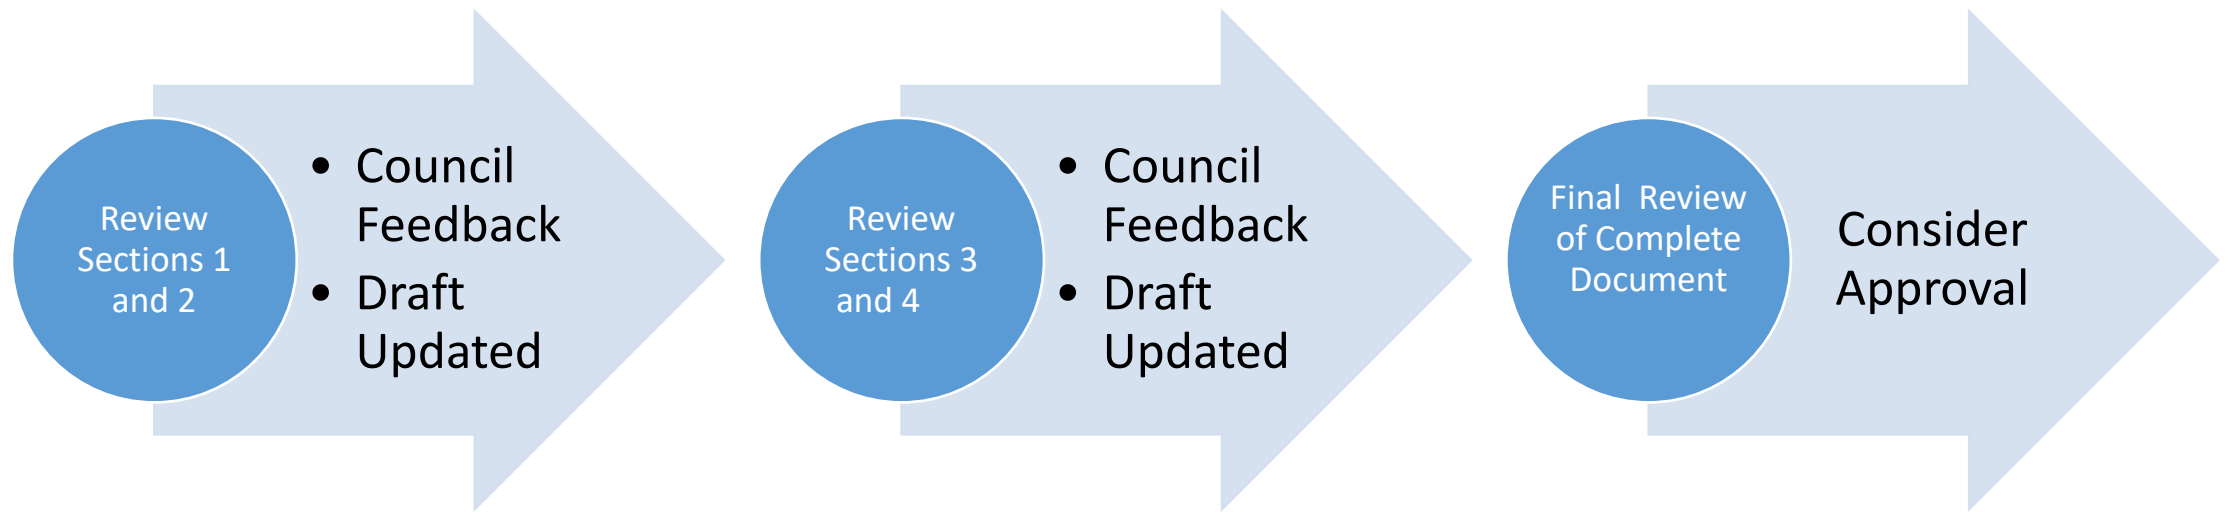 Review
Sections 1
and 2
• Council
Feedback
• Draft
Updated
Review
Sections 3
and 4
• Council
Feedback
• Draft
Updated
Final  Review
of Complete
Document
Consider
Approval